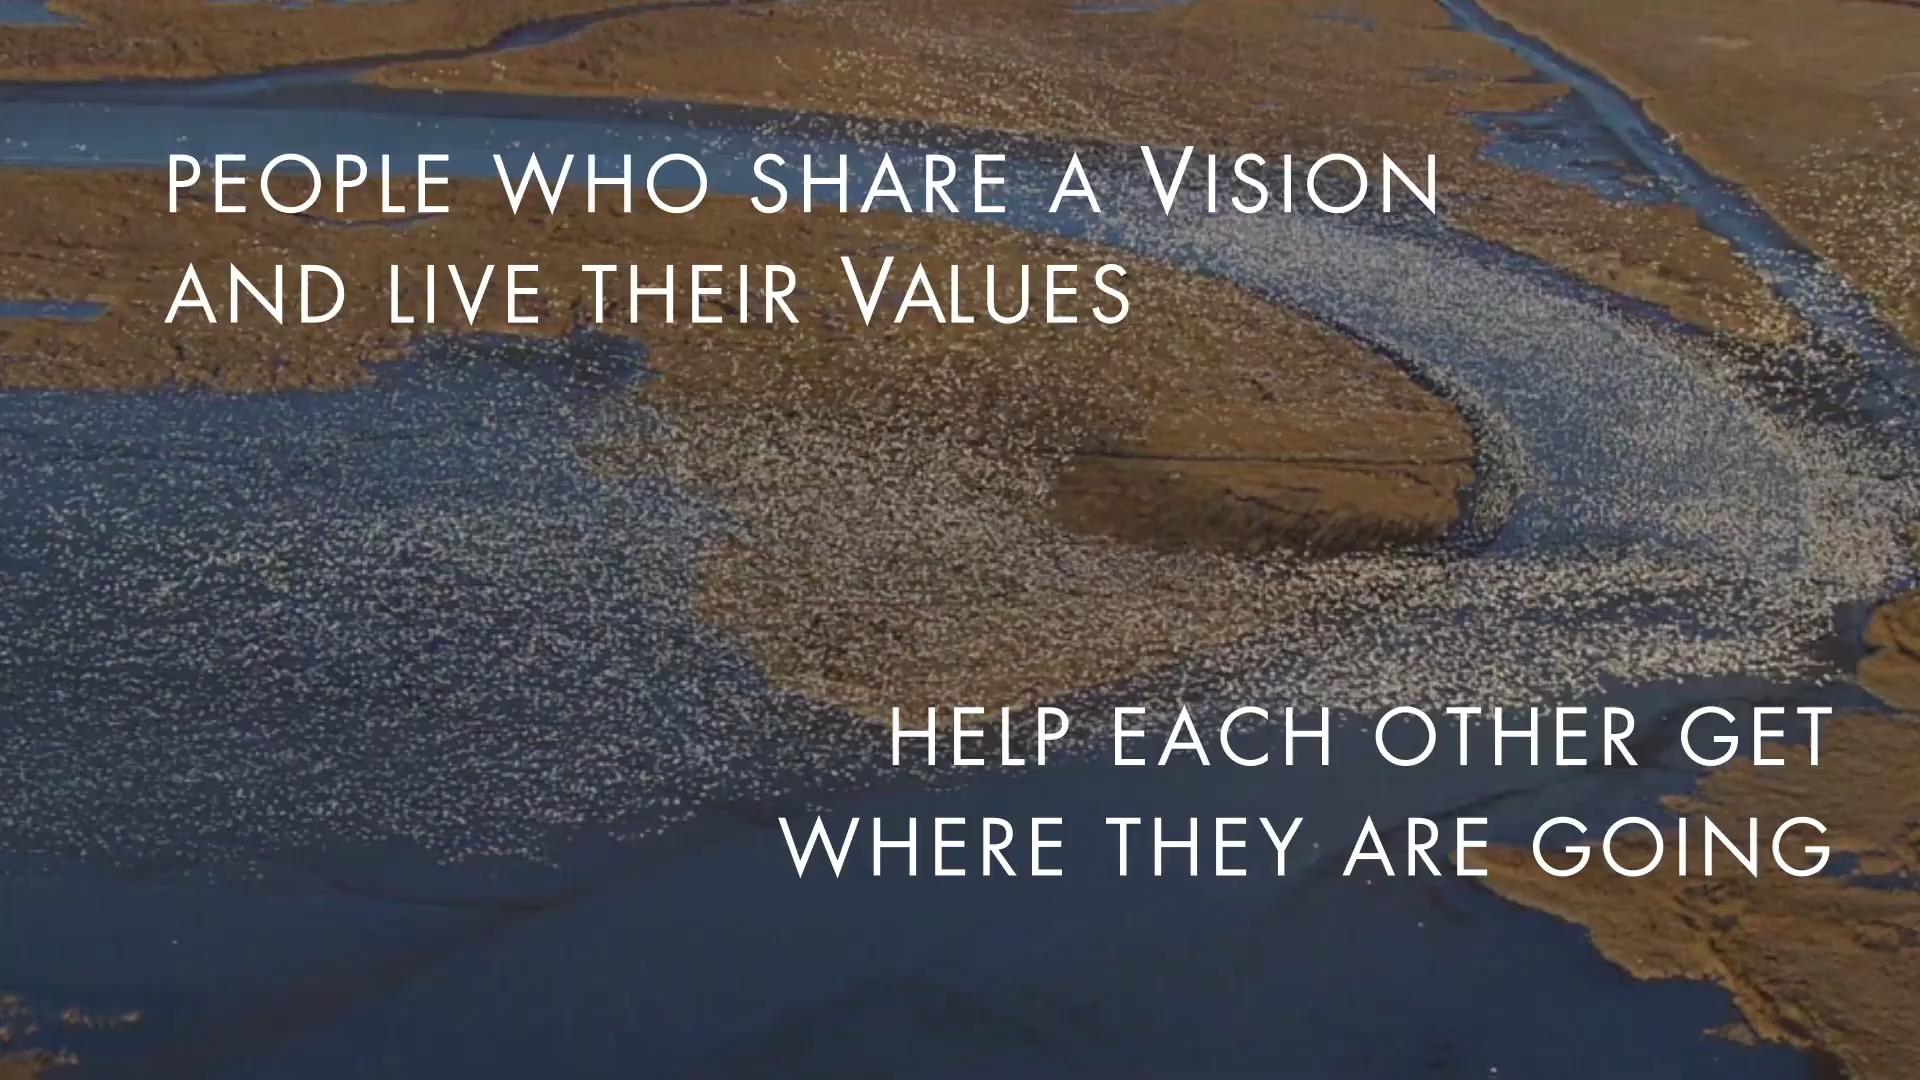 PEOPLE WHO SHARE A VISION
AND LIVE THEIR VALUES
HELP EACH OTHER GET
WHERE THEY ARE GOING